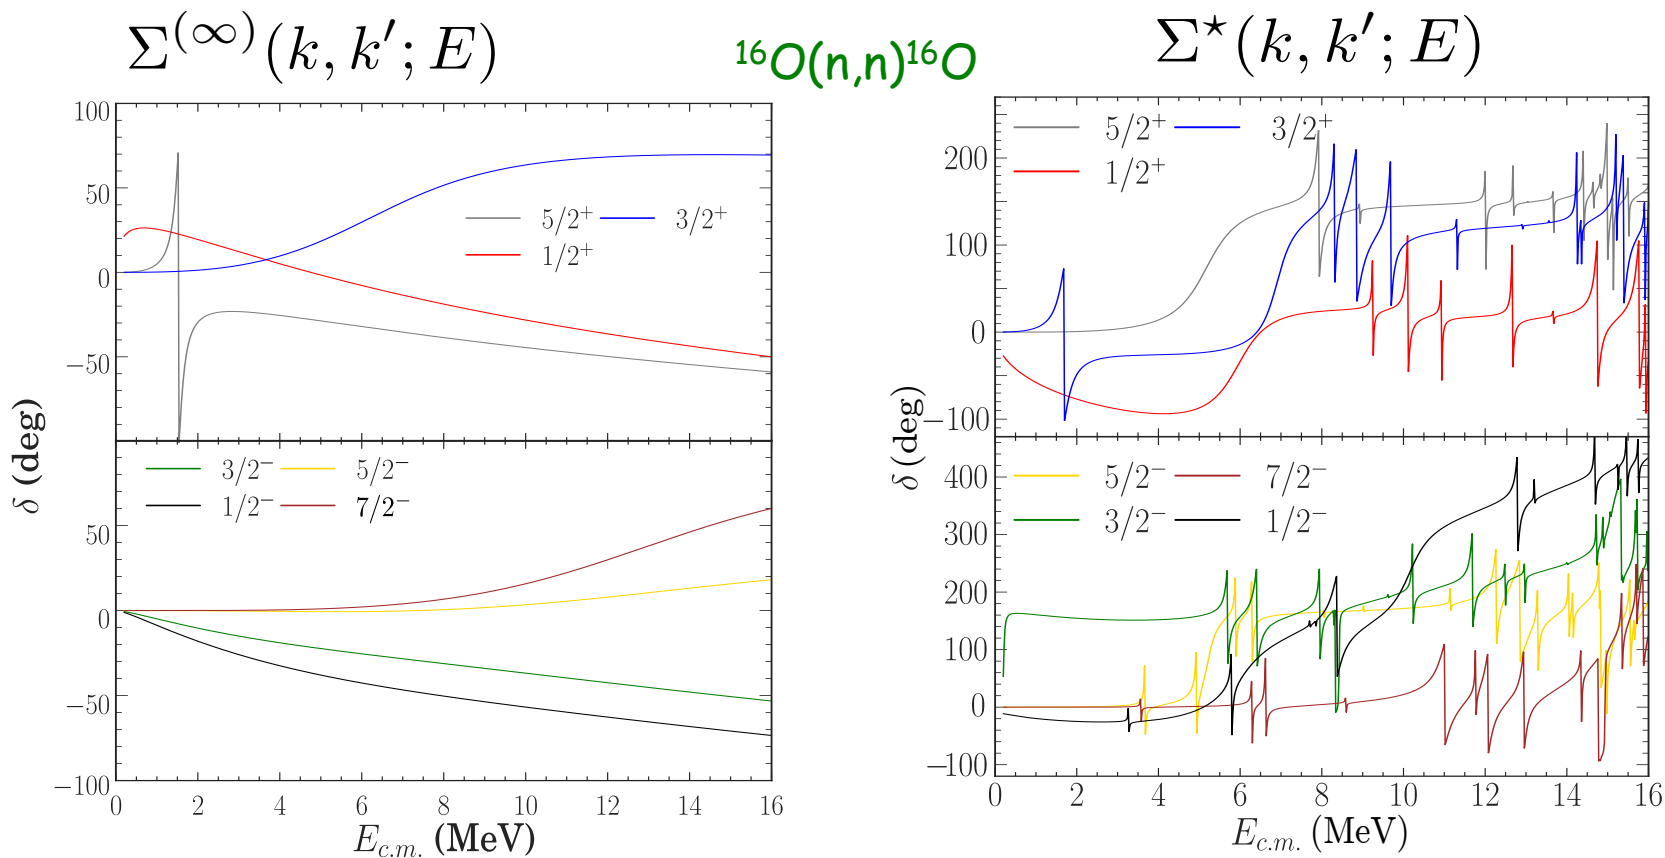 Σ^(∞)(k, k′; E)
¹⁶O(n,n)¹⁶O
Σ^⋆(k, k′; E)
100
50
0
−50
5/2⁺ 3/2⁺
1/2⁺
3/2⁻ 5/2⁻
1/2⁻ 7/2⁻
50
0
−50
−100
0 2 4 6 8 10 12 14 16
E_c.m. (MeV)
δ (deg)
5/2⁺ 3/2⁺
1/2⁺
200
100
0
−100
5/2⁻ 7/2⁻
3/2⁻ 1/2⁻
400
300
200
100
0
−100
0 2 4 6 8 10 12 14 16
E_c.m. (MeV)
δ (deg)